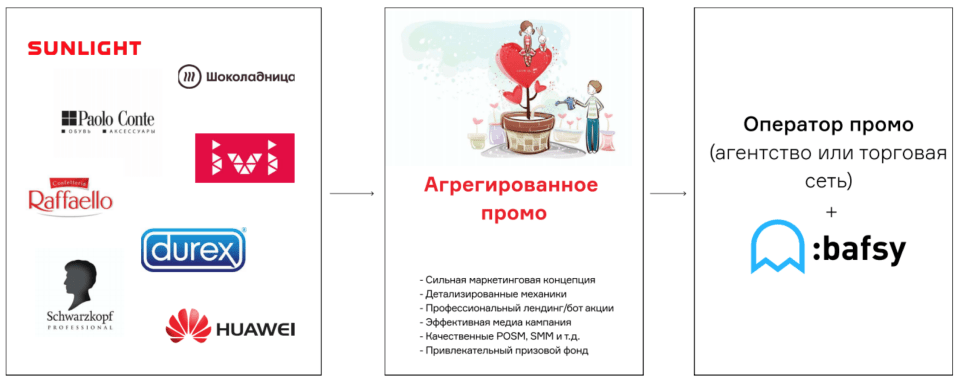 SUNLIGHT
Шоколадница
Paolo Conte
ОБУВЬ АКСЕССУАРЫ
ivi
Confetteria
Raffaello
durex
Schwarzkopf
PROFESSIONAL
HUAWEI
Агрегированное
промо
- Сильная маркетинговая концепция
- Детализированные механики
- Профессиональный лендинг/бот акции
- Эффективная медиа кампания
- Качественные POSM, SMM и т.д.
- Привлекательный призовой фонд
Оператор промо
(агентство или торговая
сеть)
+
:bafsy